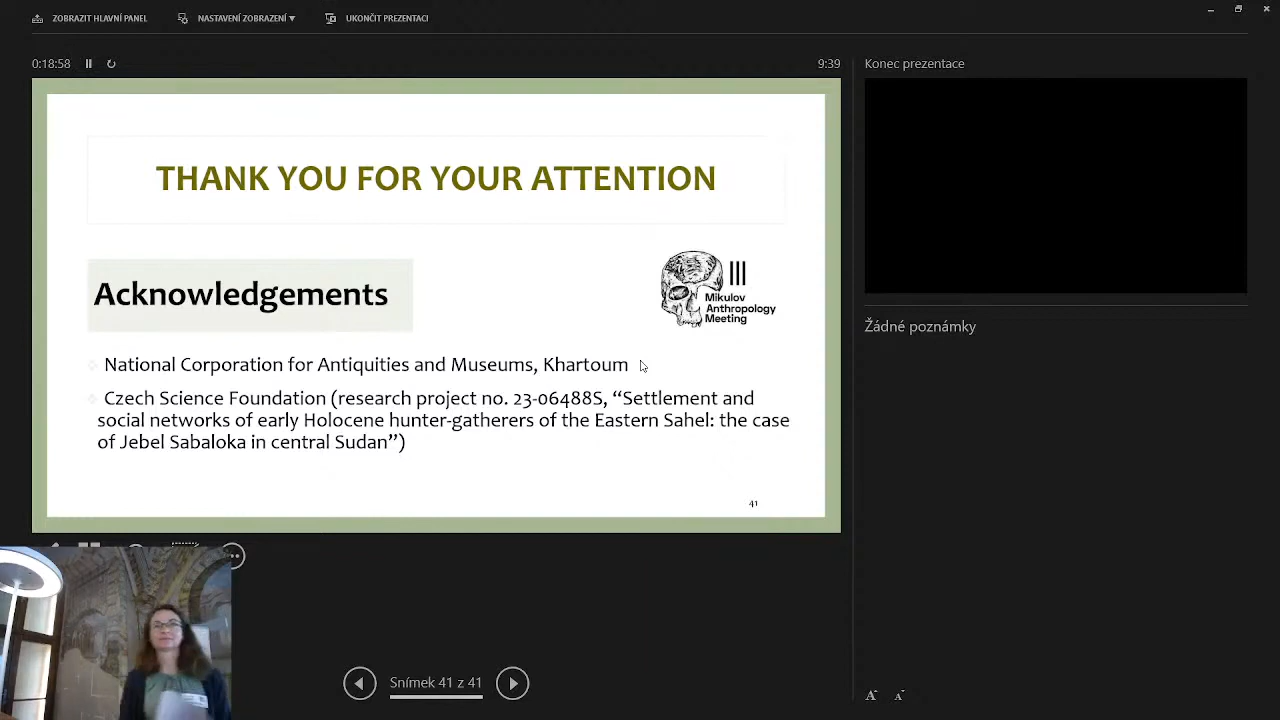 ZOBRAZIT HLAVNÍ PANEL
NASTAVENÍ ZOBRAZENÍ ▼
UKONČIT PREZENTACI
0:18:58
9:39
Konec prezentace
THANK YOU FOR YOUR ATTENTION
Acknowledgements
III
Mikulov
Anthropology
Meeting
National Corporation for Antiquities and Museums, Khartoum
Czech Science Foundation (research project no. 23-06488S, “Settlement and
social networks of early Holocene hunter-gatherers of the Eastern Sahel: the case
of Jebel Sabaloka in central Sudan”)
41
Žádné poznámky
Snímek 41 z 41
A A